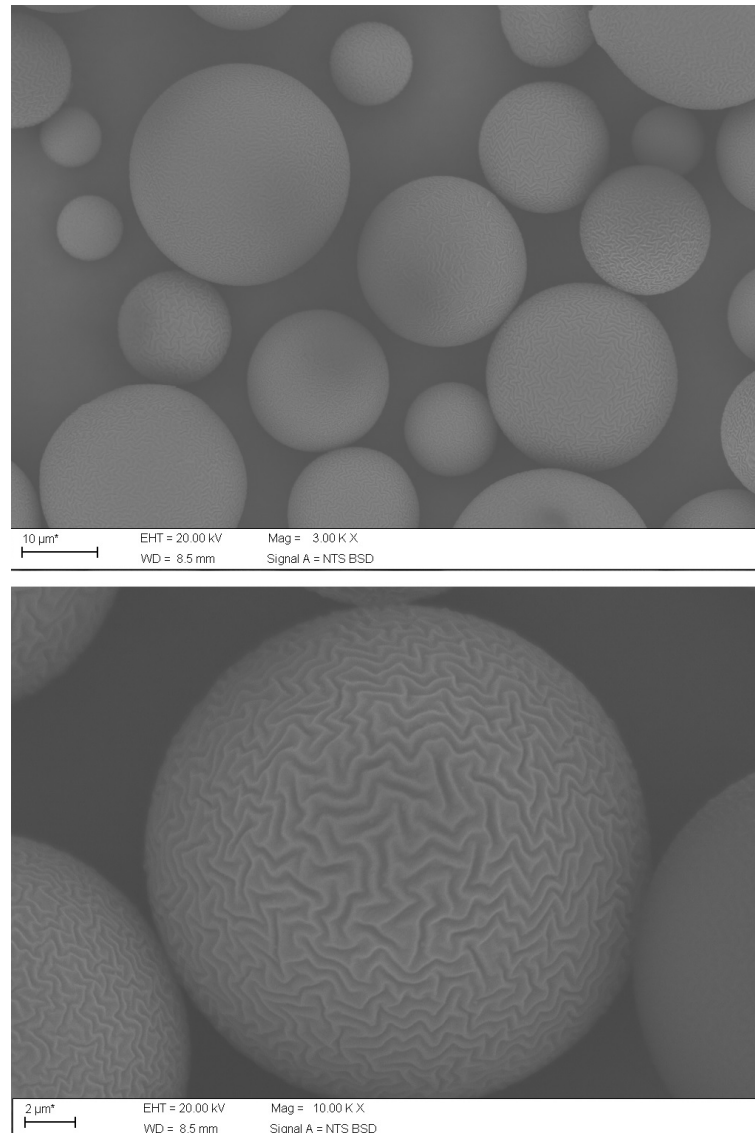 10 µm* EHT = 20.00 kV Mag = 3.00 K X
WD = 8.5 mm Signal A = NTS BSD
2 µm* EHT = 20.00 kV Mag = 10.00 K X
WD = 8.5 mm Signal A = NTS BSD